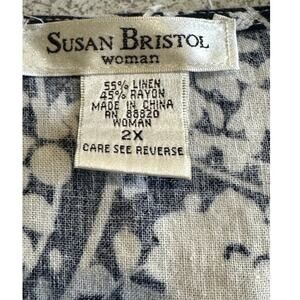 SUSAN BRISTOL
woman
55% LINEN
45% RAYON
MADE IN CHINA
RN 88820
WOMAN
2X
CARE SEE REVERSE